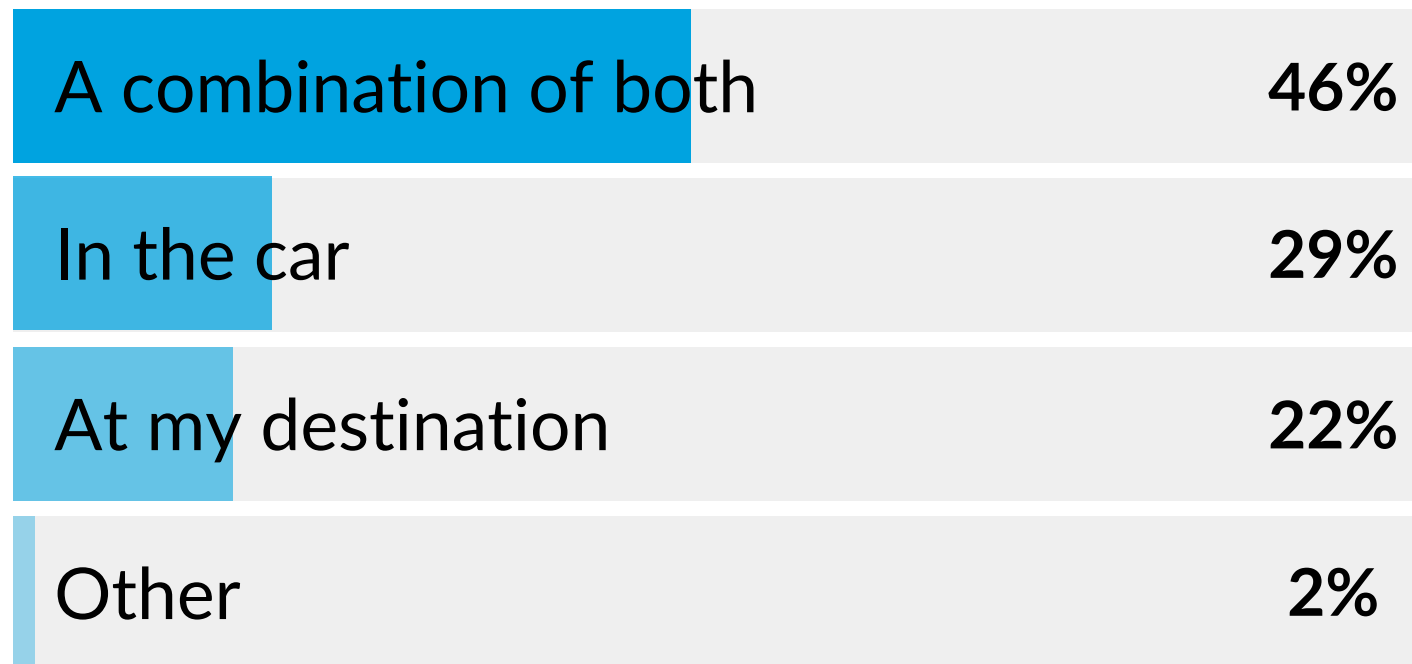 A combination of both 46%
In the car 29%
At my destination 22%
Other 2%